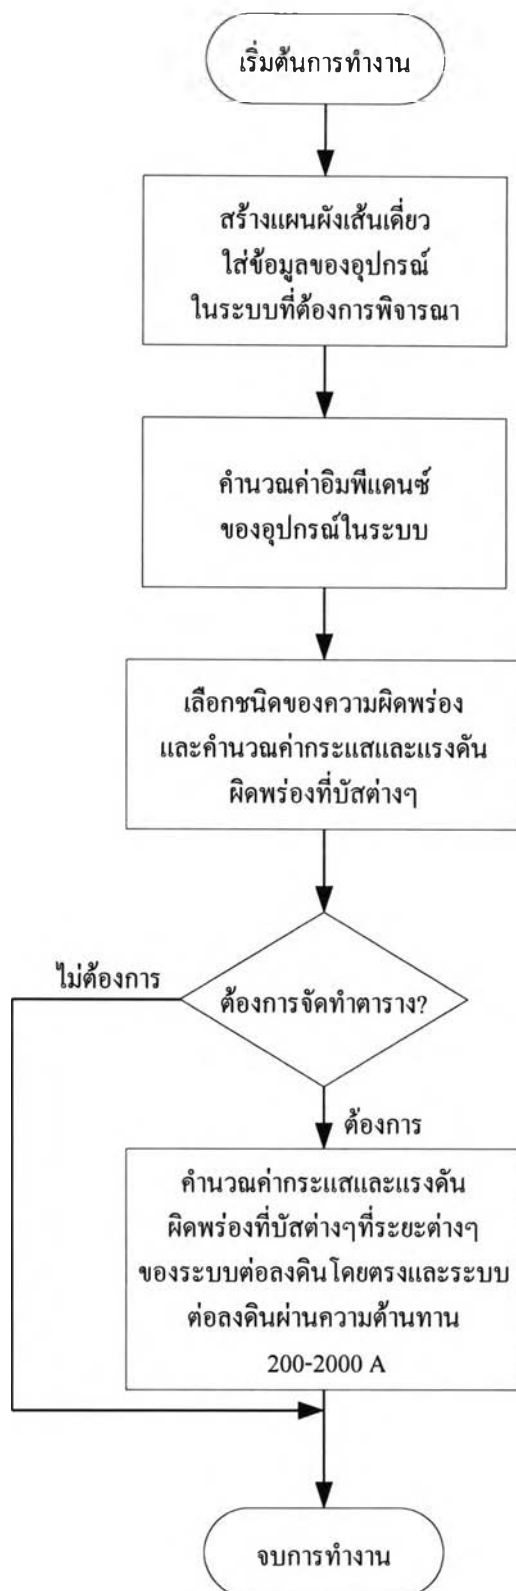 เริ่มต้นการทำงาน
สร้างแผนผังเส้นเดี่ยว
ใส่ข้อมูลของอุปกรณ์
ในระบบที่ต้องการพิจารณา
คำนวณค่าอิมพีแดนซ์
ของอุปกรณ์ในระบบ
เลือกชนิดของความผิดพร่อง
และคำนวณค่ากระแสและแรงดัน
ผิดพร่องที่บัสต่างๆ
ไม่ต้องการ
ต้องการจัดทำตาราง?
ต้องการ
คำนวณค่ากระแสและแรงดัน
ผิดพร่องที่บัสต่างๆที่ระยะต่างๆ
ของระบบต่อลงดินโดยตรงและระบบ
ต่อลงดินผ่านความต้านทาน
200-2000 A
จบการทำงาน